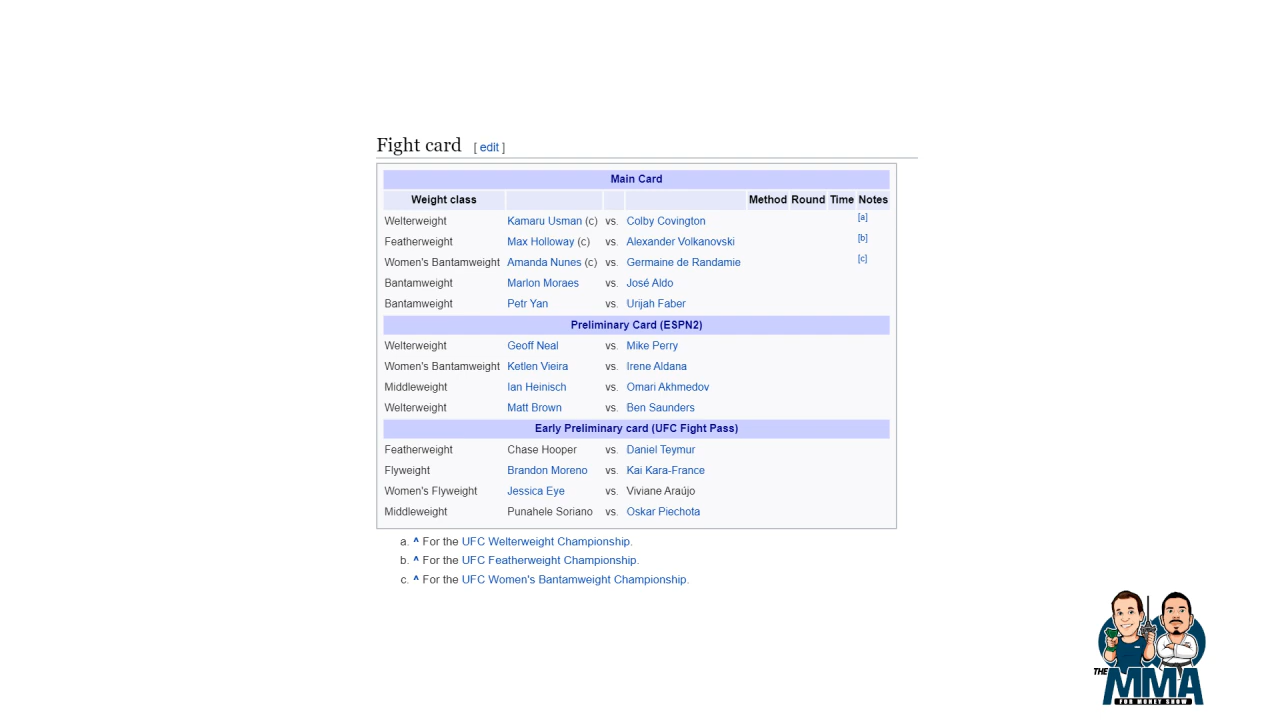 Fight card [ edit ]
Main Card
Weight class Method Round Time Notes
Welterweight Kamaru Usman (c) vs. Colby Covington [a]
Featherweight Max Holloway (c) vs. Alexander Volkanovski [b]
Women's Bantamweight Amanda Nunes (c) vs. Germaine de Randamie [c]
Bantamweight Marlon Moraes vs. José Aldo
Bantamweight Petr Yan vs. Urijah Faber
Preliminary Card (ESPN2)
Welterweight Geoff Neal vs. Mike Perry
Women's Bantamweight Ketlen Vieira vs. Irene Aldana
Middleweight Ian Heinisch vs. Omari Akhmedov
Welterweight Matt Brown vs. Ben Saunders
Early Preliminary card (UFC Fight Pass)
Featherweight Chase Hooper vs. Daniel Teymur
Flyweight Brandon Moreno vs. Kai Kara-France
Women's Flyweight Jessica Eye vs. Viviane Araújo
Middleweight Punahele Soriano vs. Oskar Piechota
a. ^ For the UFC Welterweight Championship.
b. ^ For the UFC Featherweight Championship.
c. ^ For the UFC Women's Bantamweight Championship.
THE
MMA
FOR MONEY SHOW